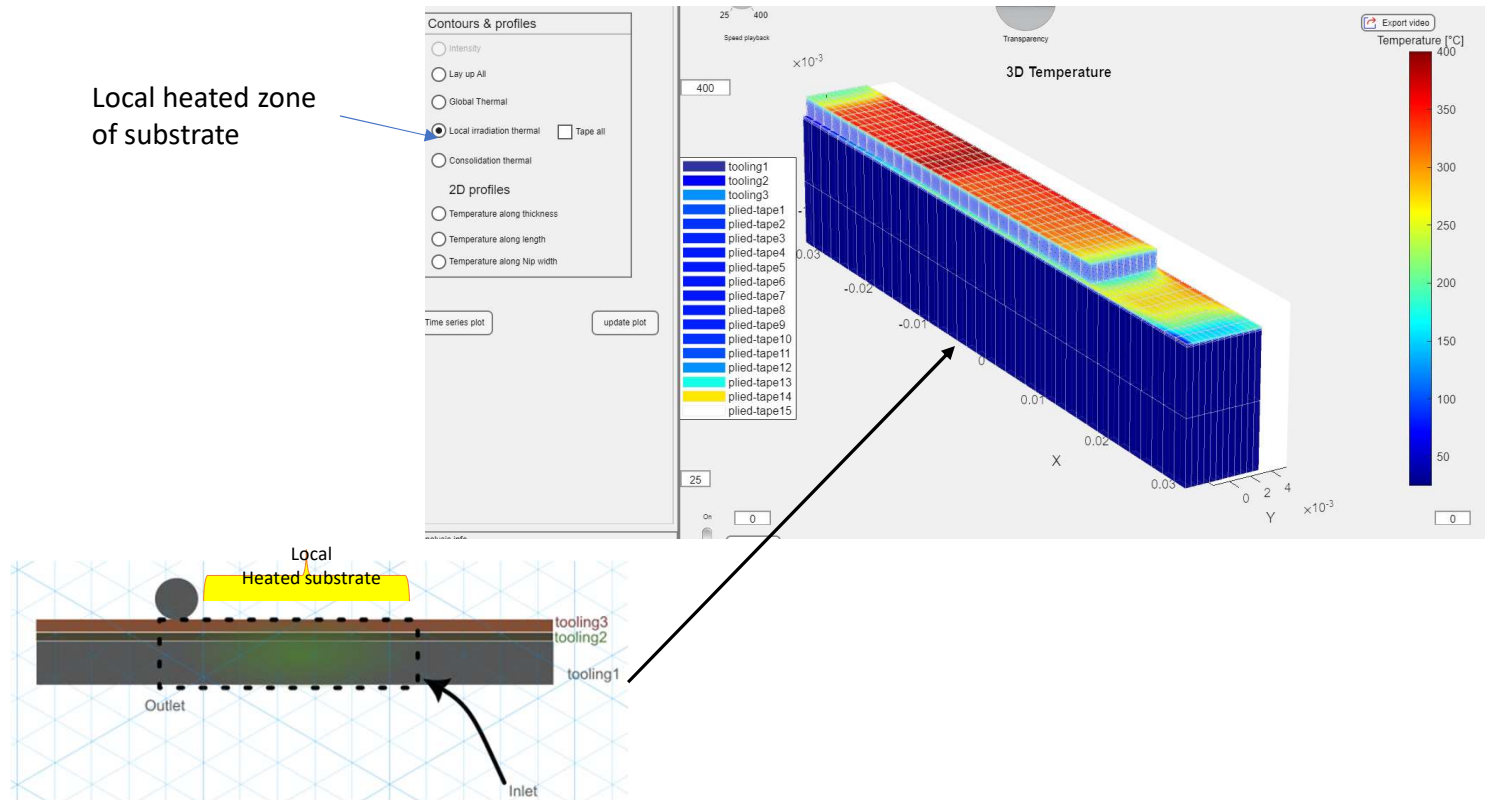 Local heated zone
of substrate
Contours & profiles
Intensity
Lay up All
Global Thermal
Local irradiation thermal
Tape all
Consolidation thermal
2D profiles
Temperature along thickness
Temperature along length
Temperature along Nip width
Time series plot
update plot
25 400
Speed playback
400
Transparency
Export video
Temperature [°C]
3D Temperature
×10-3
tooling1
tooling2
tooling3
plied-tape1
plied-tape2
plied-tape3
plied-tape4
plied-tape5
plied-tape6
plied-tape7
plied-tape8
plied-tape9
plied-tape10
plied-tape11
plied-tape12
plied-tape13
plied-tape14
plied-tape15
25
On
0
0.03
-0.02
-0.01
0
0.01
0.02
0.03
X
0 2 4
Y
×10-3
400
350
300
250
200
150
100
50
0
Local
Heated substrate
tooling3
tooling2
tooling1
Outlet
Inlet